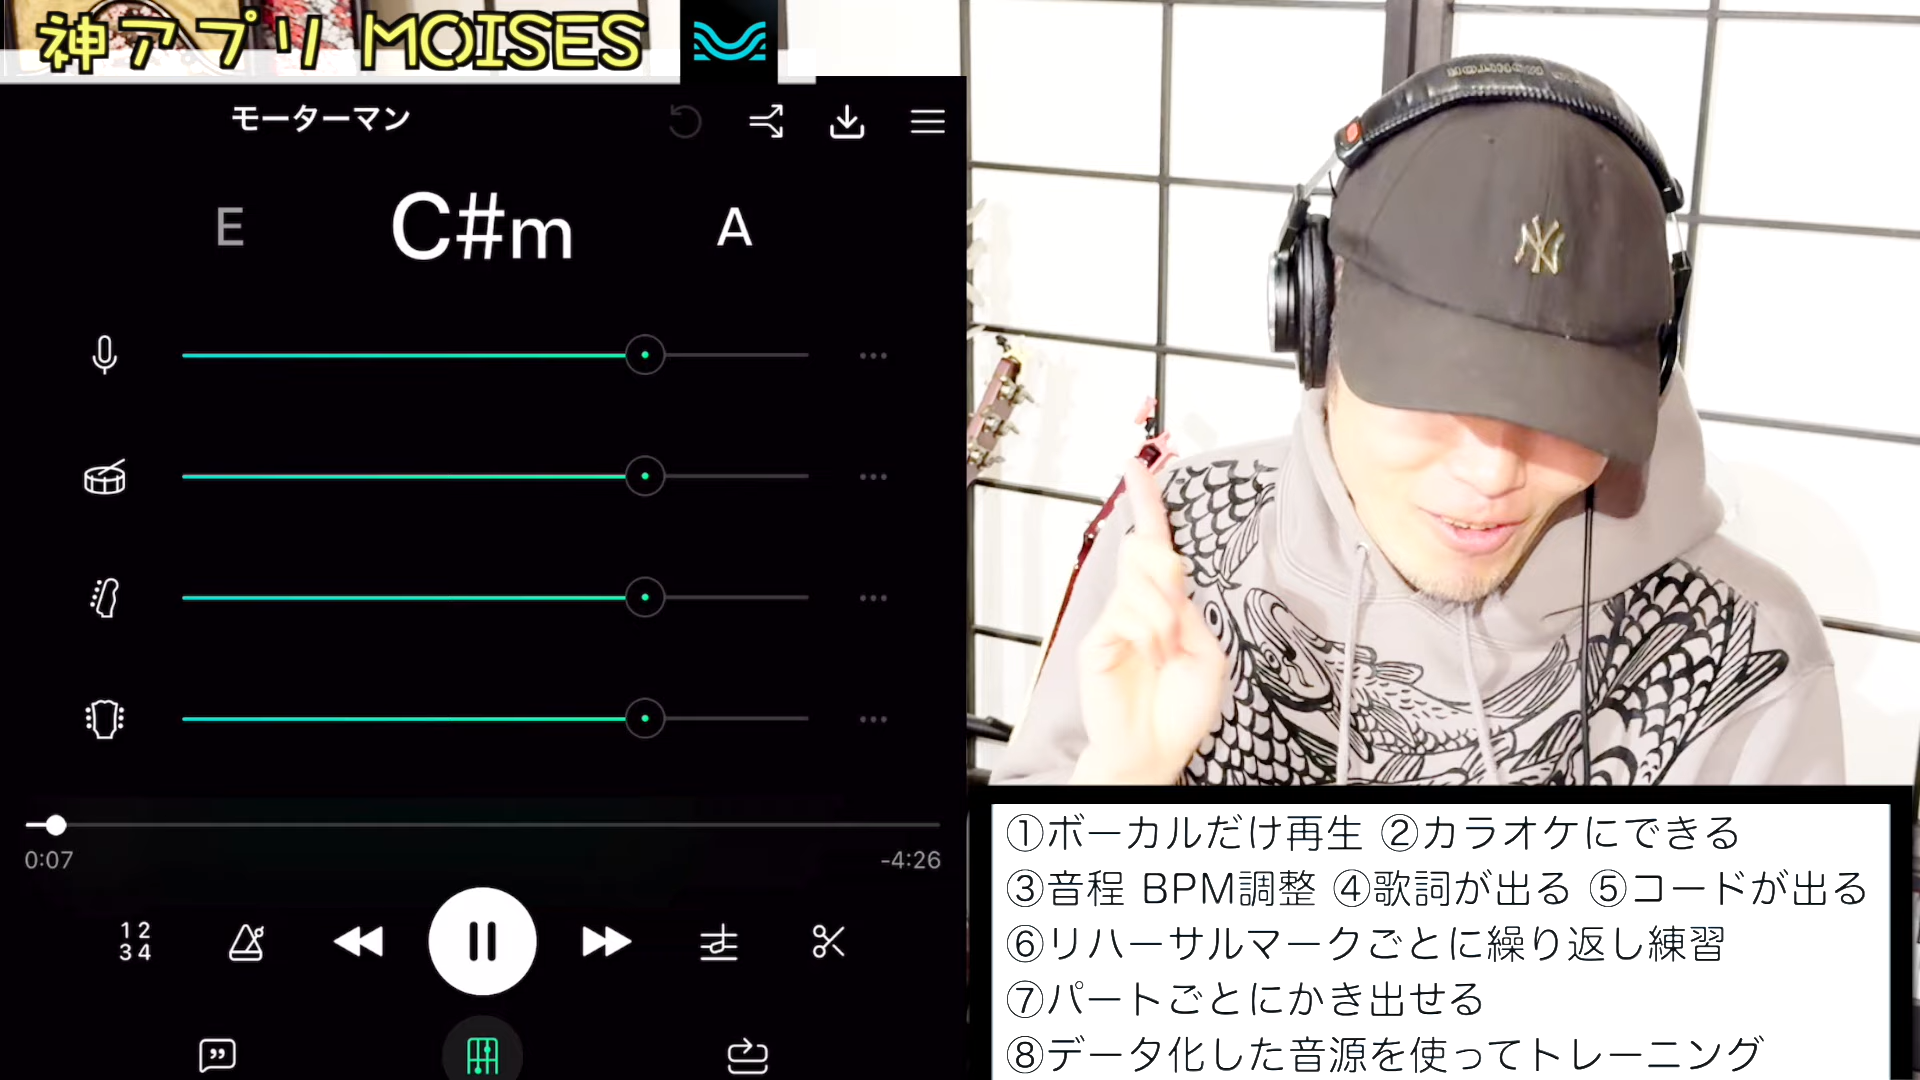 神アプリ MOISES
モーターマン
E C#m A
0:07 -4:26
1 2
3 4
NY
①ボーカルだけ再生 ②カラオケにできる
③音程 BPM調整 ④歌詞が出る ⑤コードが出る
⑥リハーサルマークごとに繰り返し練習
⑦パートごとにかき出せる
⑧データ化した音源を使ってトレーニング